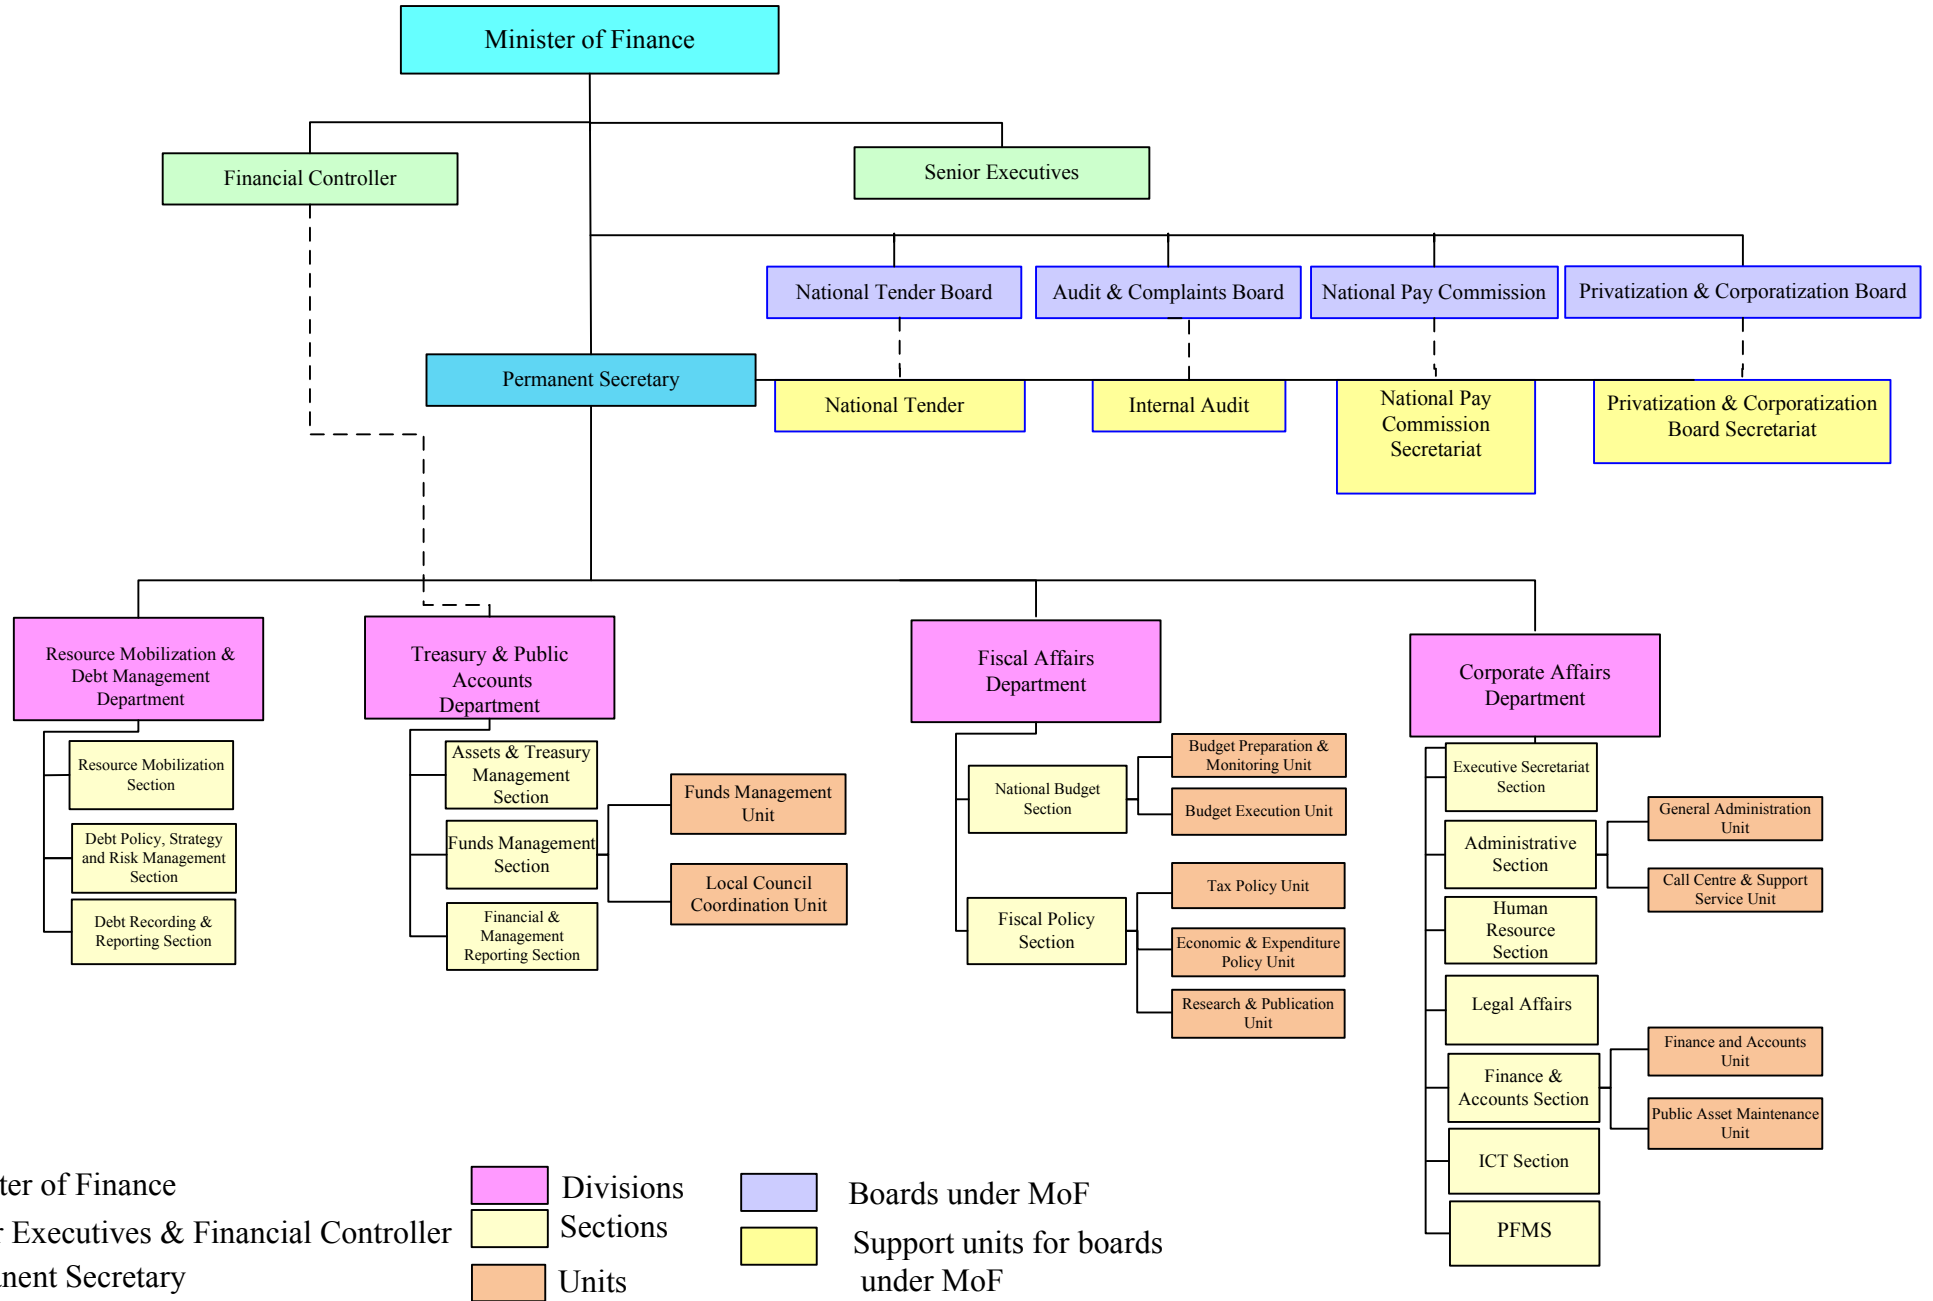 Minister of Finance
Financial Controller
Senior Executives
National Tender Board
Audit & Complaints Board
National Pay Commission
Privatization & Corporatization Board
Permanent Secretary
National Tender
Internal Audit
National Pay
Commission
Secretariat
Privatization & Corporatization
Board Secretariat
Resource Mobilization &
Debt Management
Department
Treasury & Public
Accounts
Department
Fiscal Affairs
Department
Corporate Affairs
Department
Resource Mobilization
Section
Debt Policy, Strategy
and Risk Management
Section
Debt Recording &
Reporting Section
Assets & Treasury
Management
Section
Funds Management
Section
Financial &
Management
Reporting Section
Funds Management
Unit
Local Council
Coordination Unit
National Budget
Section
Fiscal Policy
Section
Budget Preparation &
Monitoring Unit
Budget Execution Unit
Tax Policy Unit
Economic & Expenditure
Policy Unit
Research & Publication
Unit
Executive Secretariat
Section
Administrative
Section
Human
Resource
Section
Legal Affairs
Finance &
Accounts Section
ICT Section
PFMS
General Administration
Unit
Call Centre & Support
Service Unit
Finance and Accounts
Unit
Public Asset Maintenance
Unit
ter of Finance
r Executives & Financial Controller
anent Secretary
Divisions
Sections
Units
Boards under MoF
Support units for boards
under MoF